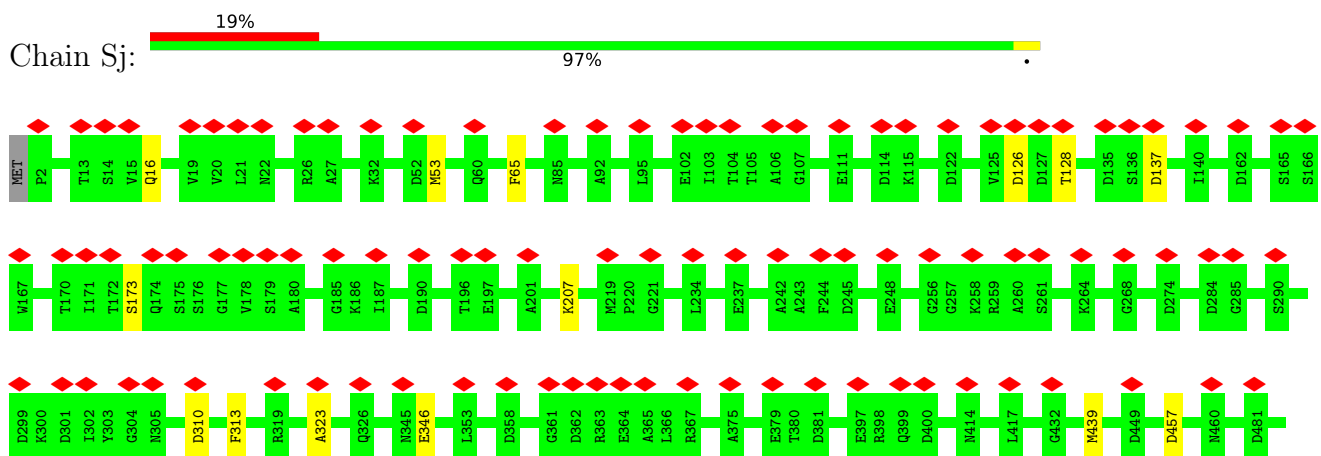 19%
Chain Sj:
97%
.
MET P2 T13 S14 V15 Q16 V19 V20 L21 N22 R26 A27 K32 D52 M53 Q60 F65 N85 A92 L95 E102 I103 T104 T105 A106 G107 E111 D114 K115 D122 V125 D126 D127 T128 D135 S136 D137 I140 D162 S165 S166
W167 T170 I171 T172 S173 Q174 S175 S176 G177 V178 S179 A180 G185 K186 I187 D190 T196 E197 A201 K207 M219 P220 G221 L234 E237 A242 A243 F244 D245 E248 G256 G257 K258 R259 A260 S261 K264 G268 D274 D284 G285 S290
D299 K300 D301 I302 Y303 G304 N305 D310 F313 R319 A323 Q326 N345 E346 L353 D358 G361 D362 R363 E364 A365 L366 R367 A375 E379 T380 D381 E397 R398 Q399 D400 N414 L417 G432 M439 D449 D457 N460 D481